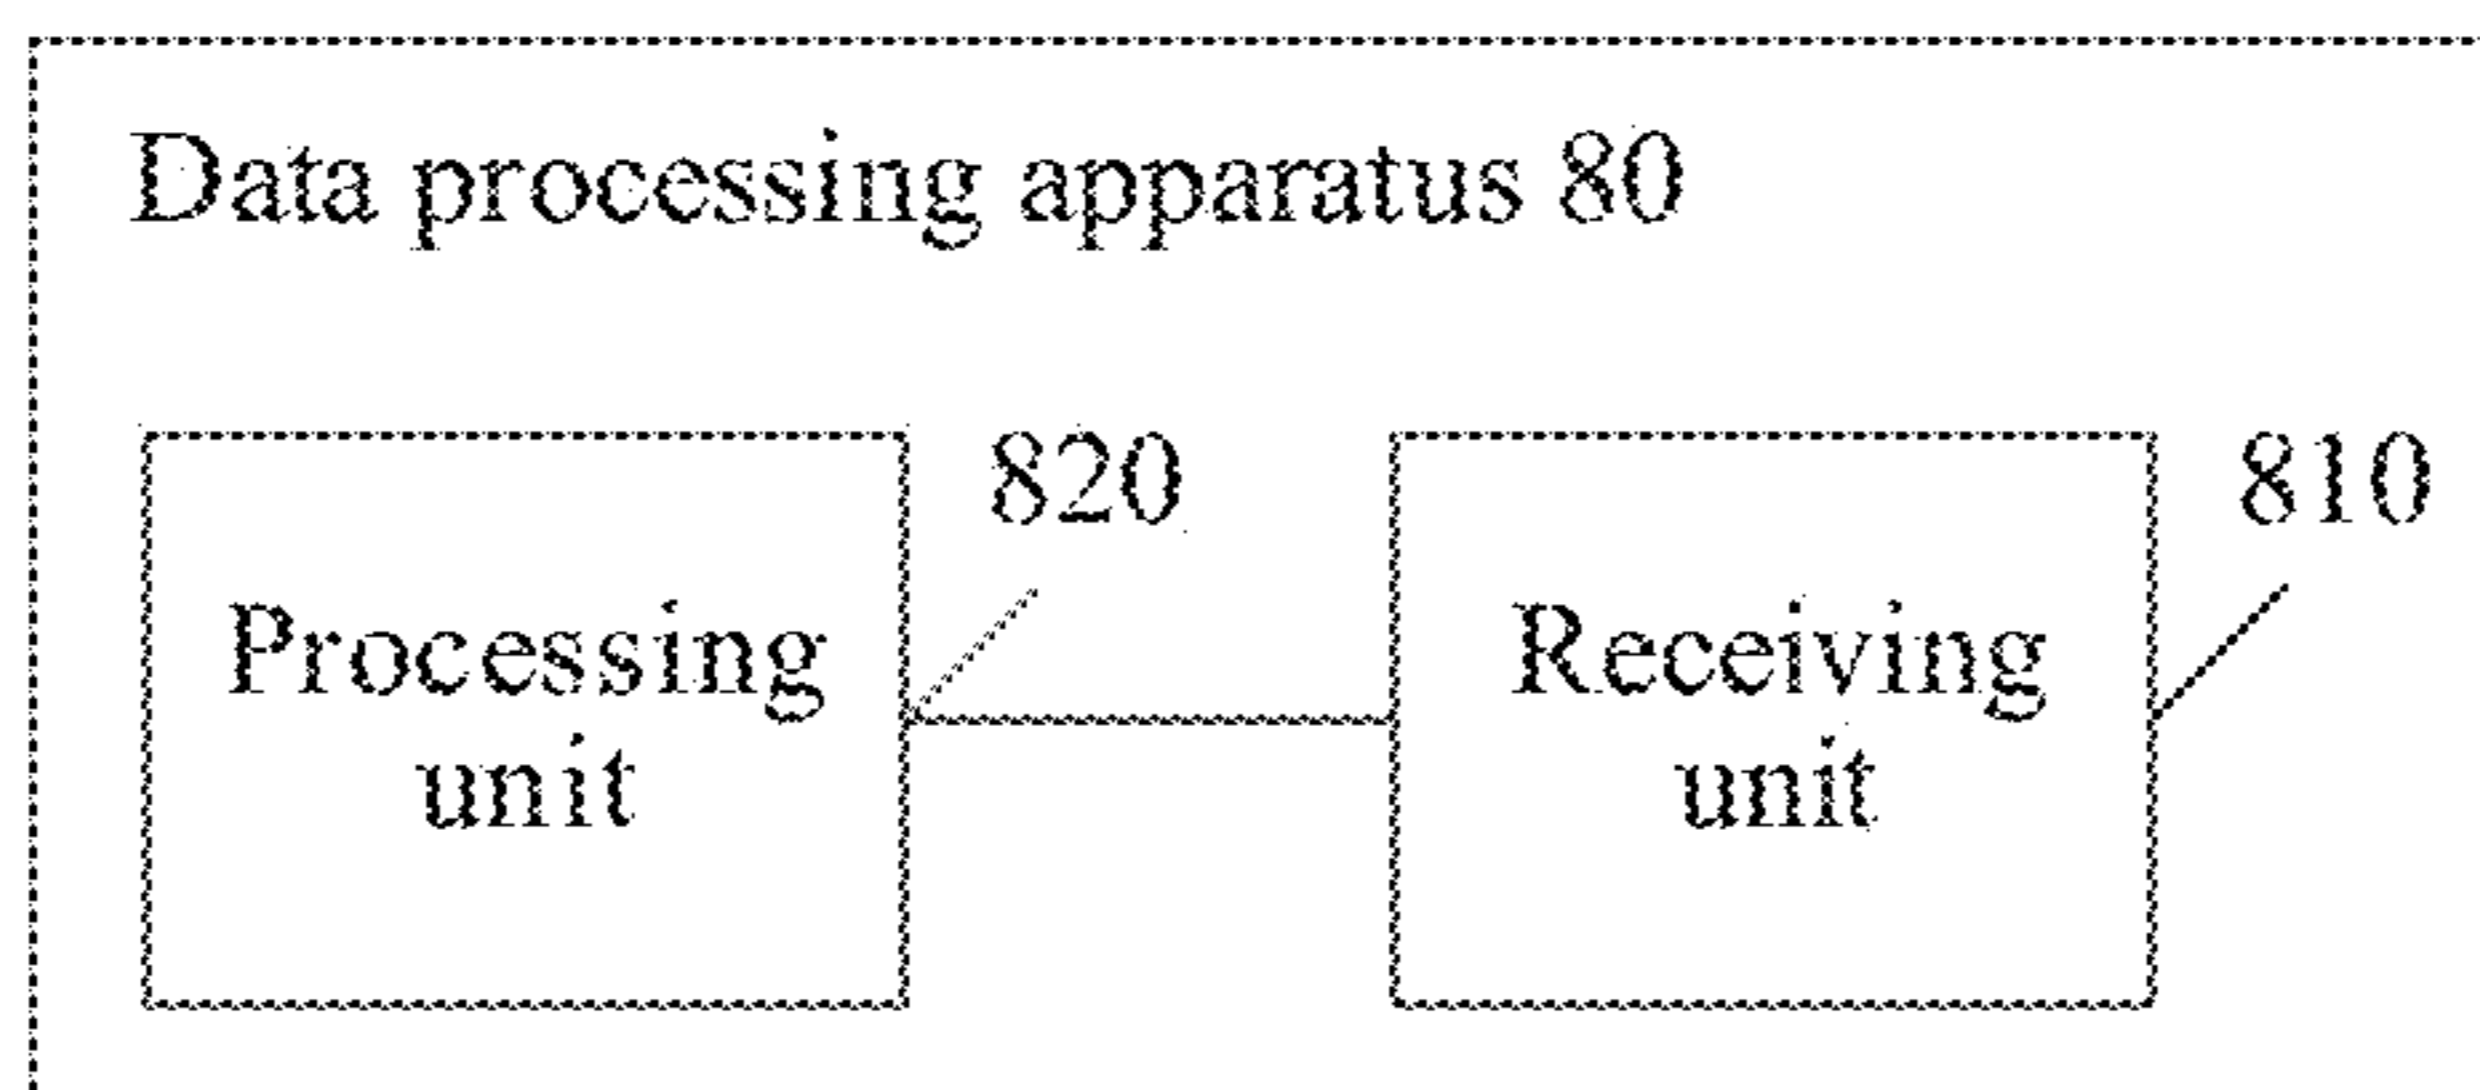 Data processing apparatus 80
820
810
Processing
unit
Receiving
unit